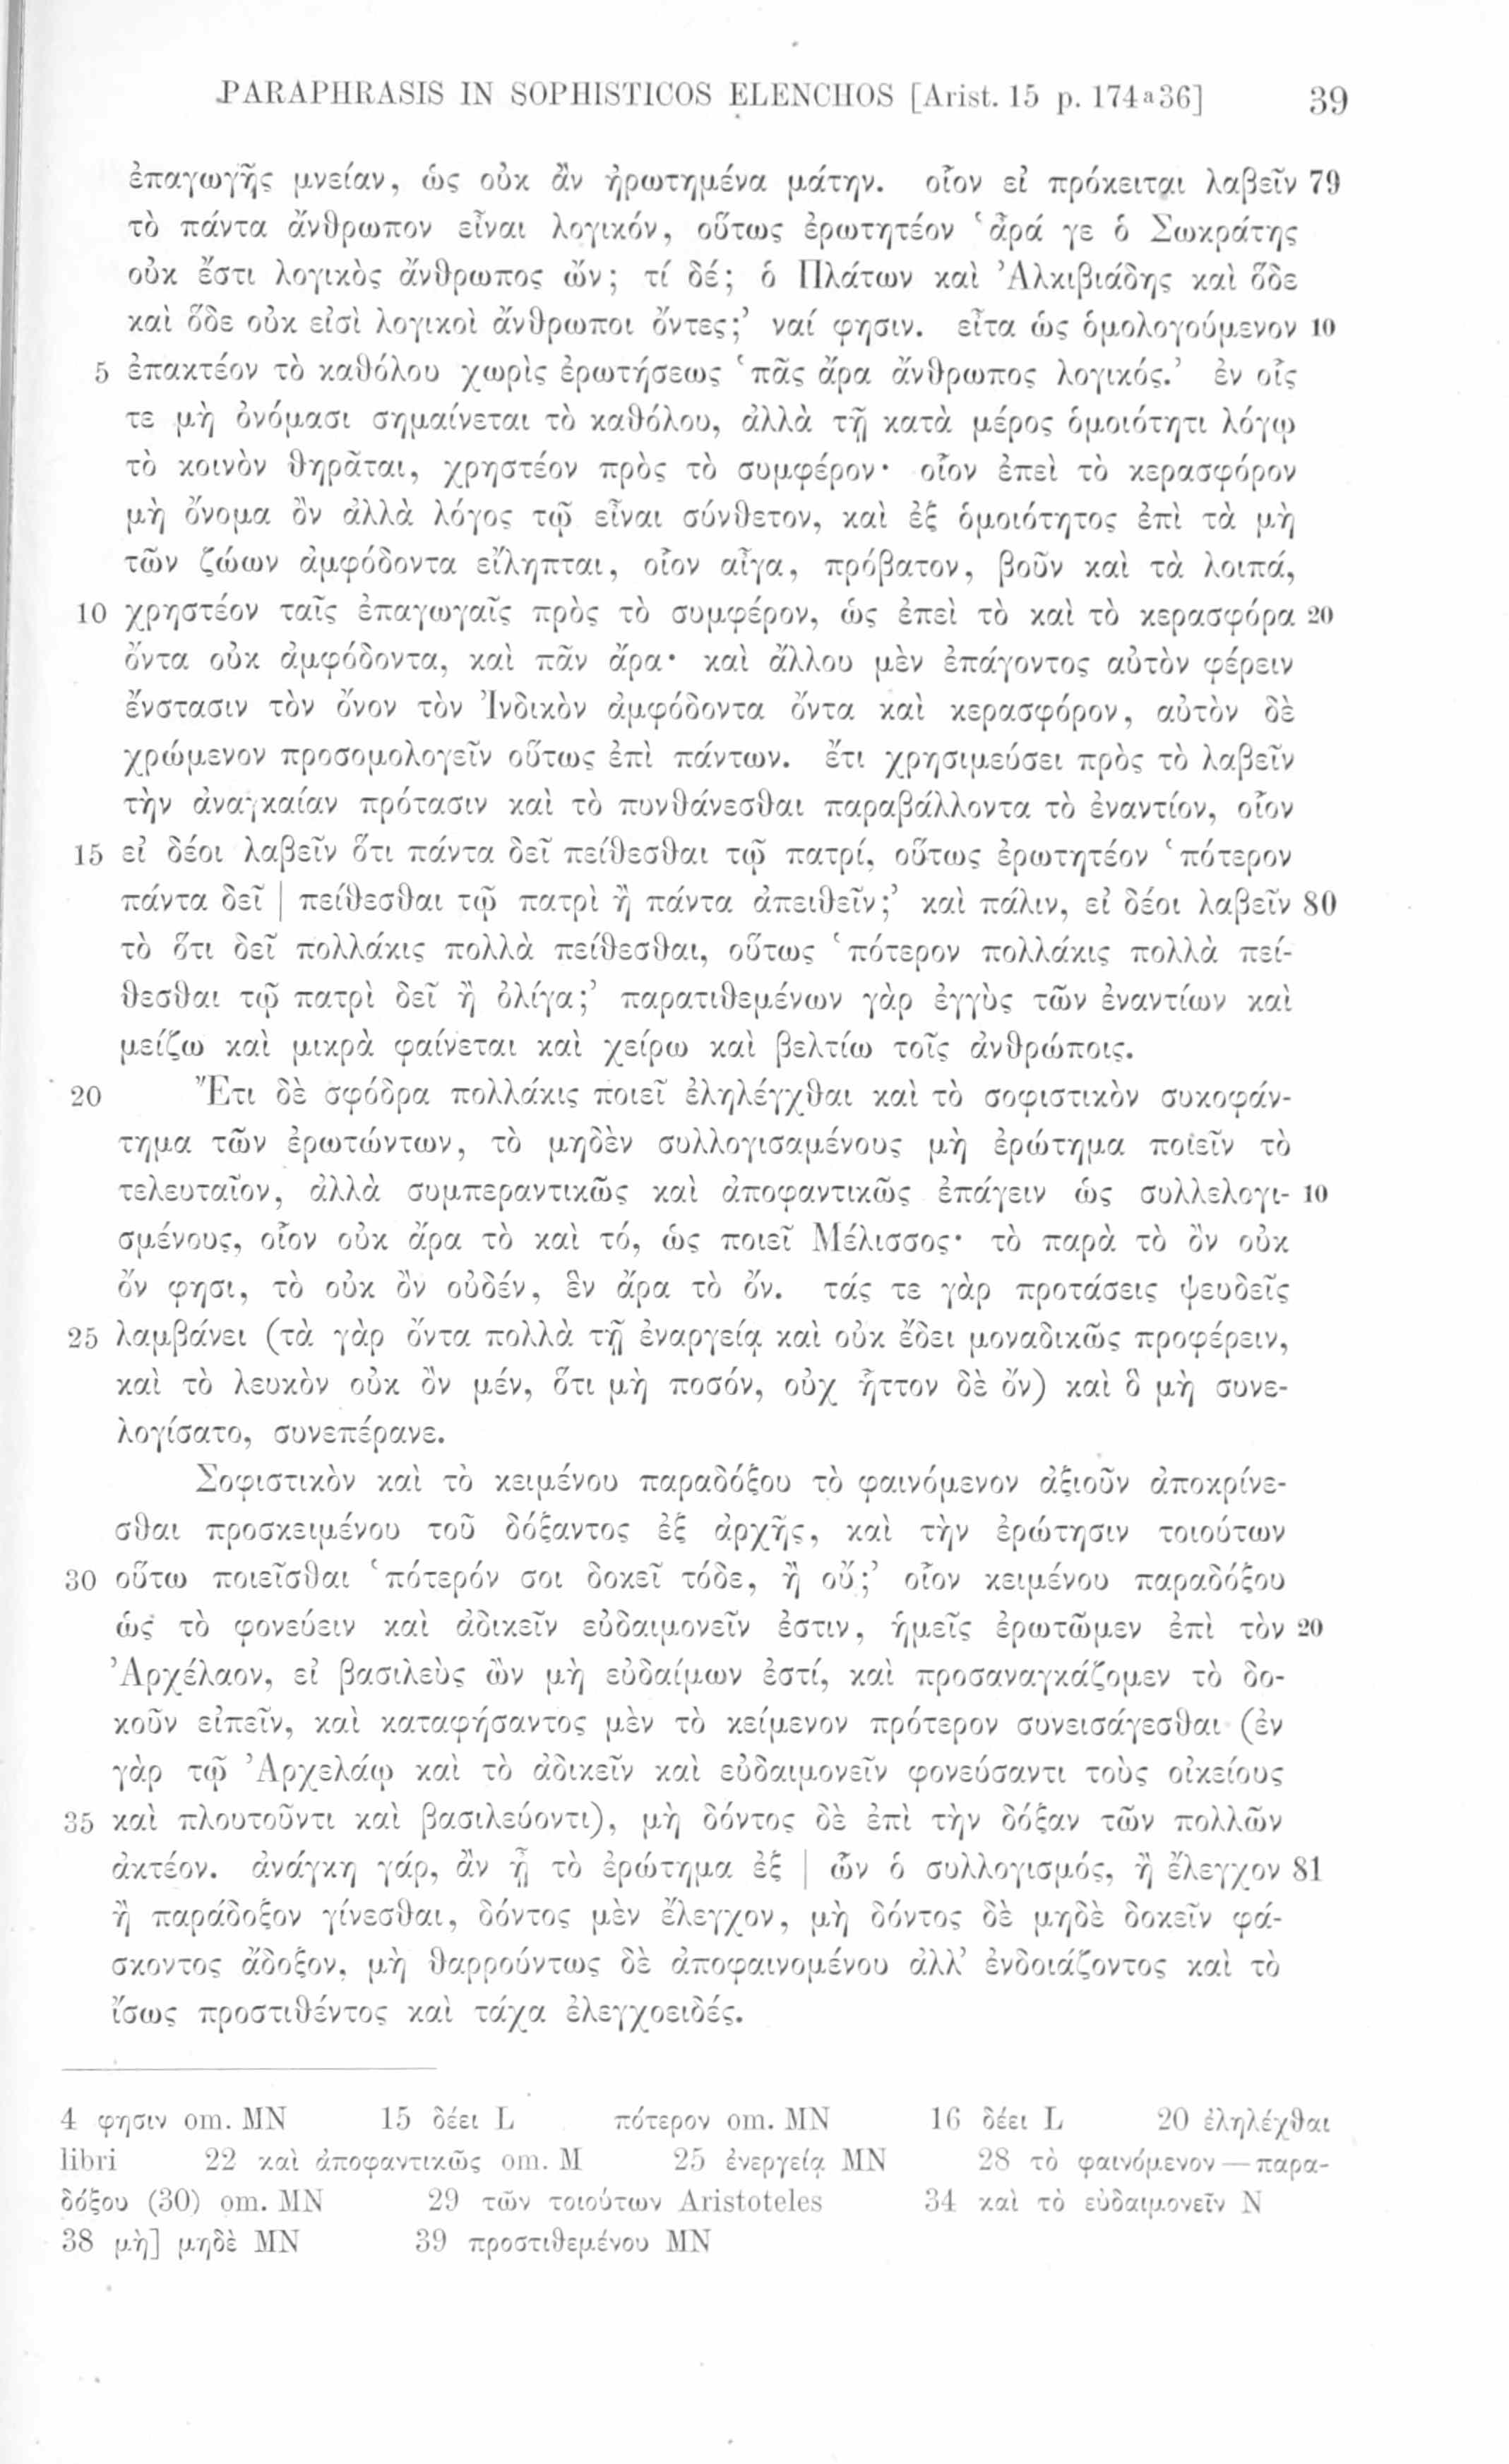 PARAPHRASIS IN SOPHISTICOS ELENCHOS [Arist. 15 p. 174ᵃ36] 39
ἐπαγωγῆς μνείαν, ὡς οὐκ ἂν ἠρωτημένα μάτην. οἷον εἰ πρόκειται λαβεῖν 79
τὸ πάντα ἄνθρωπον εἶναι λογικόν, οὕτως ἐρωτητέον ‘ἆρά γε ὁ Σωκράτης
οὐκ ἔστι λογικὸς ἄνθρωπος ὤν; τί δέ; ὁ Πλάτων καὶ Ἀλκιβιάδης καὶ ὅδε
καὶ ὅδε οὐκ εἰσὶ λογικοὶ ἄνθρωποι ὄντες;’ ναί φησιν. εἶτα ὡς ὁμολογούμενον 10
5 ἐπακτέον τὸ καθόλου χωρὶς ἐρωτήσεως ‘πᾶς ἄρα ἄνθρωπος λογικός.’ ἐν οἷς
τε μὴ ὀνόμασι σημαίνεται τὸ καθόλου, ἀλλὰ τῇ κατὰ μέρος ὁμοιότητι λόγῳ
τὸ κοινὸν θηρᾶται, χρηστέον πρὸς τὸ συμφέρον· οἷον ἐπεὶ τὸ κερασφόρον
μὴ ὄνομα ὂν ἀλλὰ λόγος τῷ εἶναι σύνθετον, καὶ ἐξ ὁμοιότητος ἐπὶ τὰ μὴ
τῶν ζώων ἀμφόδοντα εἴληπται, οἷον αἶγα, πρόβατον, βοῦν καὶ τὰ λοιπά,
10 χρηστέον ταῖς ἐπαγωγαῖς πρὸς τὸ συμφέρον, ὡς ἐπεὶ τὸ καὶ τὸ κερασφόρα 20
ὄντα οὐκ ἀμφόδοντα, καὶ πᾶν ἄρα· καὶ ἄλλου μὲν ἐπάγοντος αὐτὸν φέρειν
ἔνστασιν τὸν ὄνον τὸν Ἰνδικὸν ἀμφόδοντα ὄντα καὶ κερασφόρον, αὐτὸν δὲ
χρώμενον προσομολογεῖν οὕτως ἐπὶ πάντων. ἔτι χρησιμεύσει πρὸς τὸ λαβεῖν
τὴν ἀναγκαίαν πρότασιν καὶ τὸ πυνθάνεσθαι παραβάλλοντα τὸ ἐναντίον, οἷον
15 εἰ δέοι λαβεῖν ὅτι πάντα δεῖ πείθεσθαι τῷ πατρί, οὕτως ἐρωτητέον ‘πότερον
πάντα δεῖ | πείθεσθαι τῷ πατρὶ ἢ πάντα ἀπειθεῖν;’ καὶ πάλιν, εἰ δέοι λαβεῖν 80
τὸ ὅτι δεῖ πολλάκις πολλὰ πείθεσθαι, οὕτως ‘πότερον πολλάκις πολλὰ πεί-
θεσθαι τῷ πατρὶ δεῖ ἢ ὀλίγα;’ παρατιθεμένων γὰρ ἐγγὺς τῶν ἐναντίων καὶ
μείζω καὶ μικρὰ φαίνεται καὶ χείρω καὶ βελτίω τοῖς ἀνθρώποις.
20 Ἔτι δὲ σφόδρα πολλάκις ποιεῖ ἐληλέγχθαι καὶ τὸ σοφιστικὸν συκοφάν-
τημα τῶν ἐρωτώντων, τὸ μηδὲν συλλογισαμένους μὴ ἐρώτημα ποιεῖν τὸ
τελευταῖον, ἀλλὰ συμπεραντικῶς καὶ ἀποφαντικῶς ἐπάγειν ὡς συλλελογι- 10
σμένους, οἷον οὐκ ἄρα τὸ καὶ τό, ὡς ποιεῖ Μέλισσος· τὸ παρὰ τὸ ὂν οὐκ
ὄν φησι, τὸ οὐκ ὂν οὐδέν, ἓν ἄρα τὸ ὄν. τάς τε γὰρ προτάσεις ψευδεῖς
25 λαμβάνει (τὰ γὰρ ὄντα πολλὰ τῇ ἐναργείᾳ καὶ οὐκ ἔδει μοναδικῶς προφέρειν,
καὶ τὸ λευκὸν οὐκ ὂν μέν, ὅτι μὴ ποσόν, οὐχ ἧττον δὲ ὄν) καὶ ὃ μὴ συνε-
λογίσατο, συνεπέρανε.
Σοφιστικὸν καὶ τὸ κειμένου παραδόξου τὸ φαινόμενον ἀξιοῦν ἀποκρίνε-
σθαι προσκειμένου τοῦ δόξαντος ἐξ ἀρχῆς, καὶ τὴν ἐρώτησιν τοιούτων
30 οὕτω ποιεῖσθαι ‘πότερόν σοι δοκεῖ τόδε, ἢ οὔ;’ οἷον κειμένου παραδόξου
ὡς τὸ φονεύειν καὶ ἀδικεῖν εὐδαιμονεῖν ἐστιν, ἡμεῖς ἐρωτῶμεν ἐπὶ τὸν 20
Ἀρχέλαον, εἰ βασιλεὺς ὢν μὴ εὐδαίμων ἐστί, καὶ προσαναγκάζομεν τὸ δο-
κοῦν εἰπεῖν, καὶ καταφήσαντος μὲν τὸ κείμενον πρότερον συνεισάγεσθαι (ἐν
γὰρ τῷ Ἀρχελάῳ καὶ τὸ ἀδικεῖν καὶ εὐδαιμονεῖν φονεύσαντι τοὺς οἰκείους
35 καὶ πλουτοῦντι καὶ βασιλεύοντι), μὴ δόντος δὲ ἐπὶ τὴν δόξαν τῶν πολλῶν
ἀκτέον. ἀνάγκη γάρ, ἂν ᾖ τὸ ἐρώτημα ἐξ | ὧν ὁ συλλογισμός, ἢ ἔλεγχον 81
ἢ παράδοξον γίνεσθαι, δόντος μὲν ἔλεγχον, μὴ δόντος δὲ μηδὲ δοκεῖν φά-
σκοντος ἄδοξον, μὴ θαρρούντως δὲ ἀποφαινομένου ἀλλ’ ἐνδοιάζοντος καὶ τὸ
ἴσως προστιθέντος καὶ τάχα ἐλεγχοειδές.
4 φησιν om. MN 15 δέει L πότερον om. MN 16 δέει L 20 ἐληλέχθαι
libri 22 καὶ ἀποφαντικῶς om. M 25 ἐνεργείᾳ MN 28 τὸ φαινόμενον — παρα-
δόξου (30) om. MN 29 τῶν τοιούτων Aristoteles 34 καὶ τὸ εὐδαιμονεῖν N
38 μὴ] μηδὲ MN 39 προστιθεμένου MN